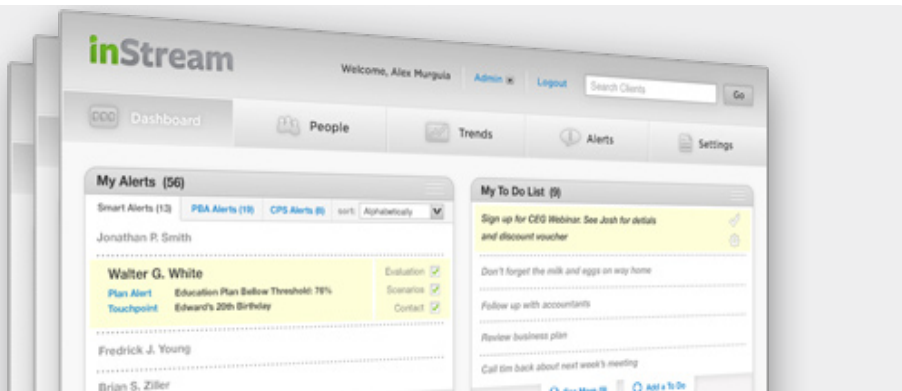 inStream
Welcome, Alex Murguia
Admin
Logout
Search Clients
Go
Dashboard
People
Trends
Alerts
Settings
My Alerts (56)
Smart Alerts (13)
PBA Alerts (19)
CPS Alerts (6)
sort:
Alphabetically
Jonathan P. Smith
Walter G. White
Plan Alert Education Plan Bellow Threshold: 76%
Touchpoint Edward's 20th Birthday
Evaluation
Scenarios
Contact
Fredrick J. Young
Brian S. Ziller
My To Do List (9)
Sign up for CEG Webinar. See Josh for detials
and discount voucher
Don't forget the milk and eggs on way home
Follow up with accountants
Review business plan
Call tim back about next week's meeting
Add a To Do